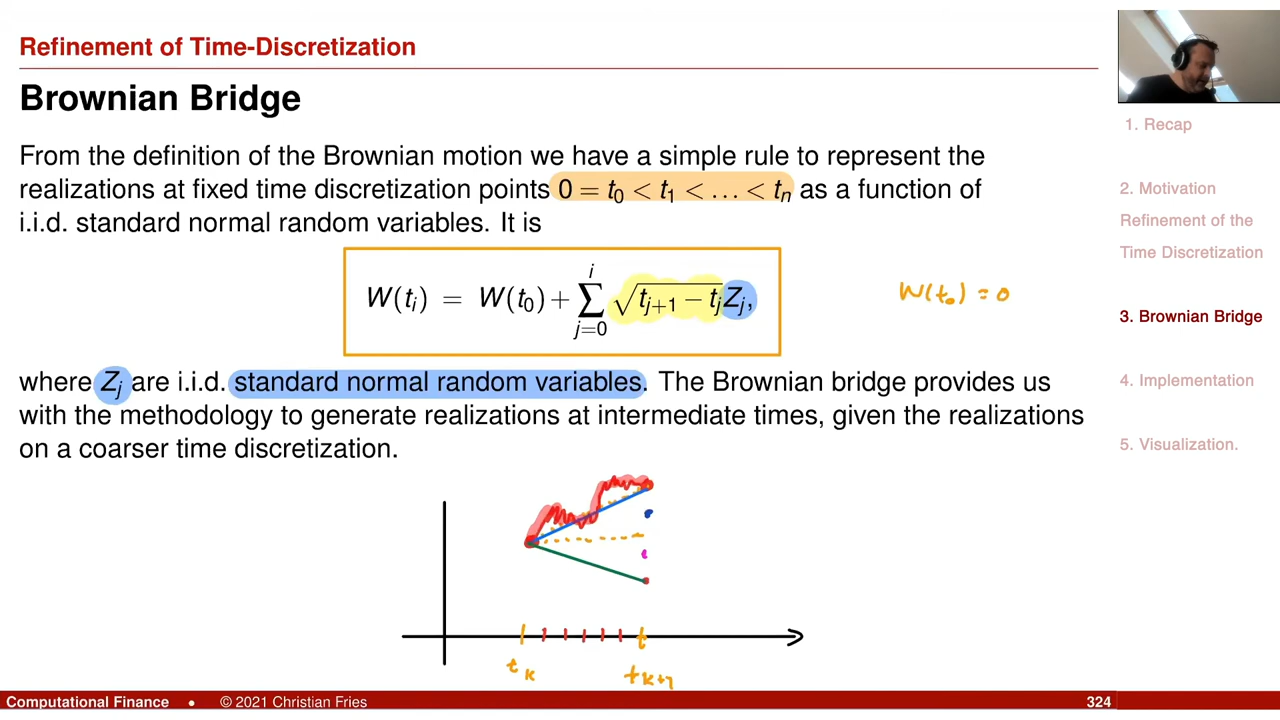 Refinement of Time-Discretization
Brownian Bridge
From the definition of the Brownian motion we have a simple rule to represent the
realizations at fixed time discretization points 0 = t₀ < t₁ < … < tₙ as a function of
i.i.d. standard normal random variables. It is
W(tᵢ) = W(t₀) + ∑ⁱⱼ₌₀ √(tⱼ₊₁ − tⱼ) Zⱼ,
W(t₀) = 0
where Zⱼ are i.i.d. standard normal random variables. The Brownian bridge provides us
with the methodology to generate realizations at intermediate times, given the realizations
on a coarser time discretization.
tₖ
tₖ₊₁
1. Recap
2. Motivation
Refinement of the
Time Discretization
3. Brownian Bridge
4. Implementation
5. Visualization.
Computational Finance • © 2021 Christian Fries
324